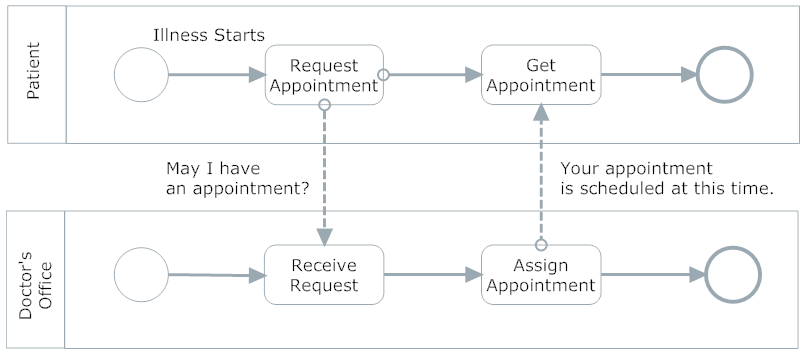 Patient
Illness Starts
Request
Appointment
Get
Appointment
May I have
an appointment?
Your appointment
is scheduled at this time.
Doctor's
Office
Receive
Request
Assign
Appointment